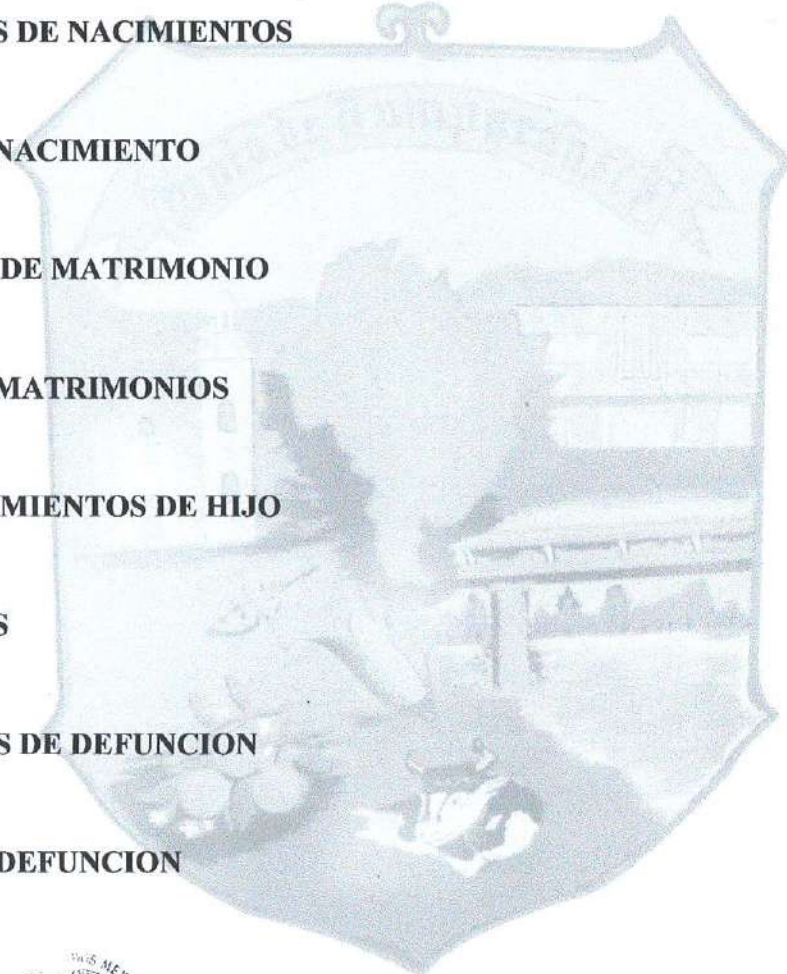 S DE NACIMIENTOS
NACIMIENTO
DE MATRIMONIO
MATRIMONIOS
MIENTOS DE HIJO
S
S DE DEFUNCION
DEFUNCION